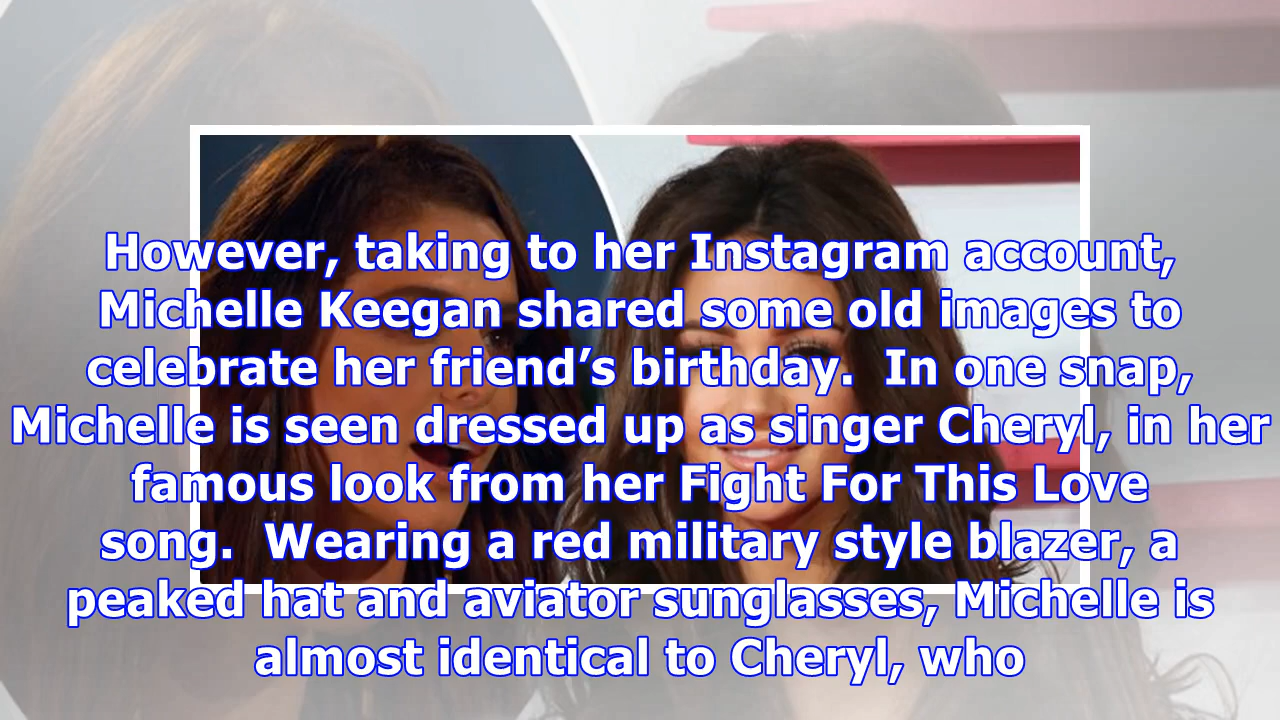 However, taking to her Instagram account,
Michelle Keegan shared some old images to
celebrate her friend’s birthday.  In one snap,
Michelle is seen dressed up as singer Cheryl, in her
famous look from her Fight For This Love
song.  Wearing a red military style blazer, a
peaked hat and aviator sunglasses, Michelle is
almost identical to Cheryl, who